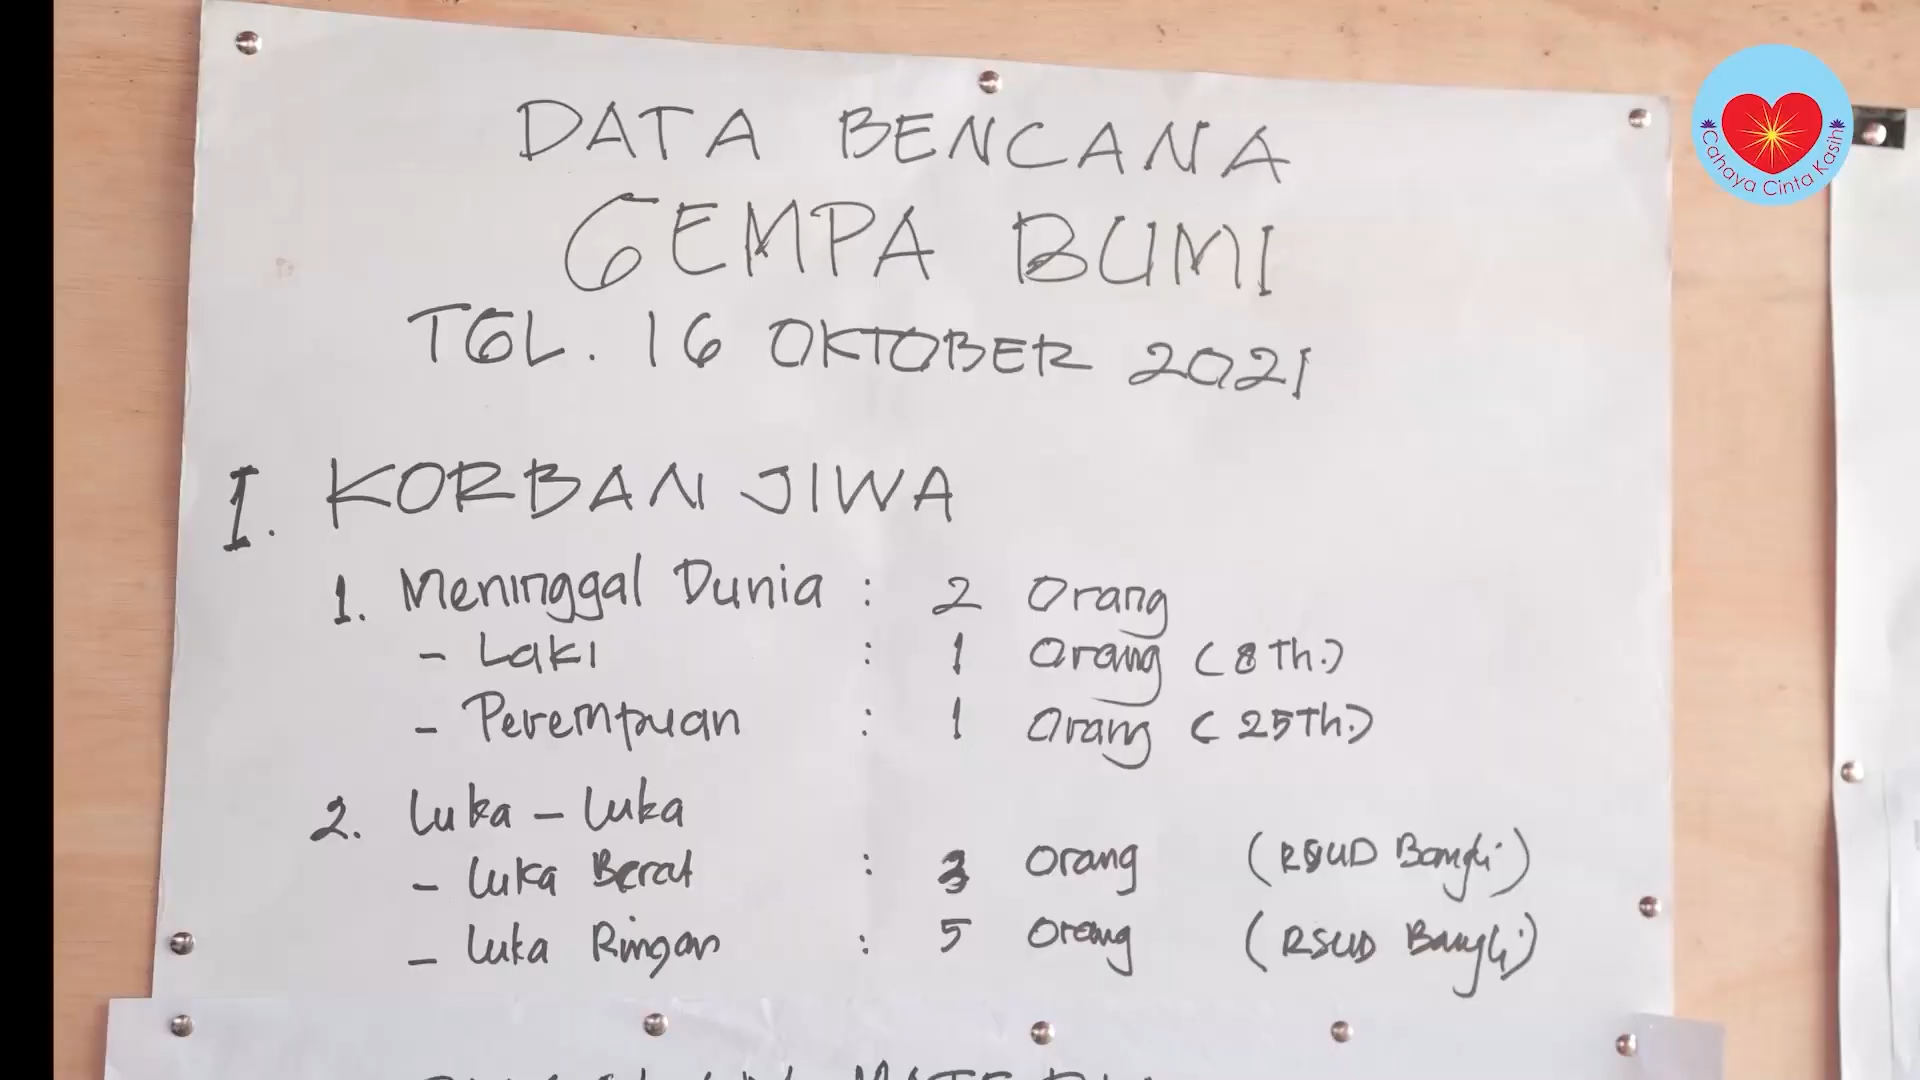 DATA BENCANA
GEMPA BUMI
TGL. 16 OKTOBER 2021
I. KORBAN JIWA
1. Meninggal Dunia : 2 Orang
- Laki : 1 Orang (8 Th.)
- Perempuan : 1 Orang (25 Th.)
2. Luka - Luka
- Luka Berat : 3 Orang (RSUD Bangli)
- Luka Ringan : 5 Orang (RSUD Bangli)
Cahaya Cinta Kasih